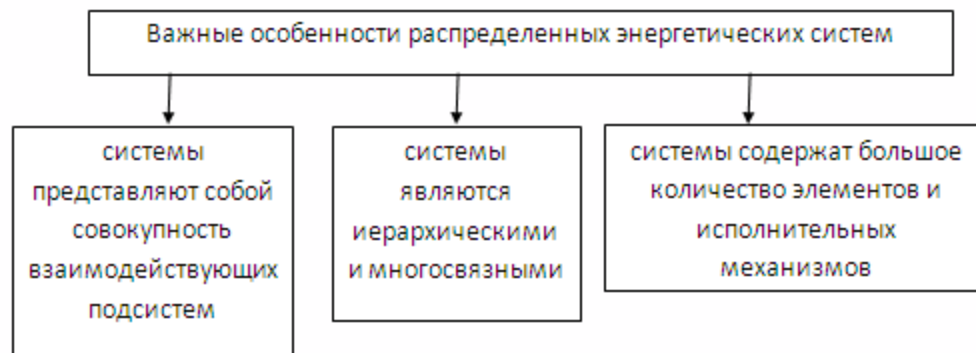 Важные особенности распределенных энергетических систем
системы
представляют собой
совокупность
взаимодействующих
подсистем
системы
являются
иерархическими
и многосвязными
системы содержат большое
количество элементов и
исполнительных
механизмов